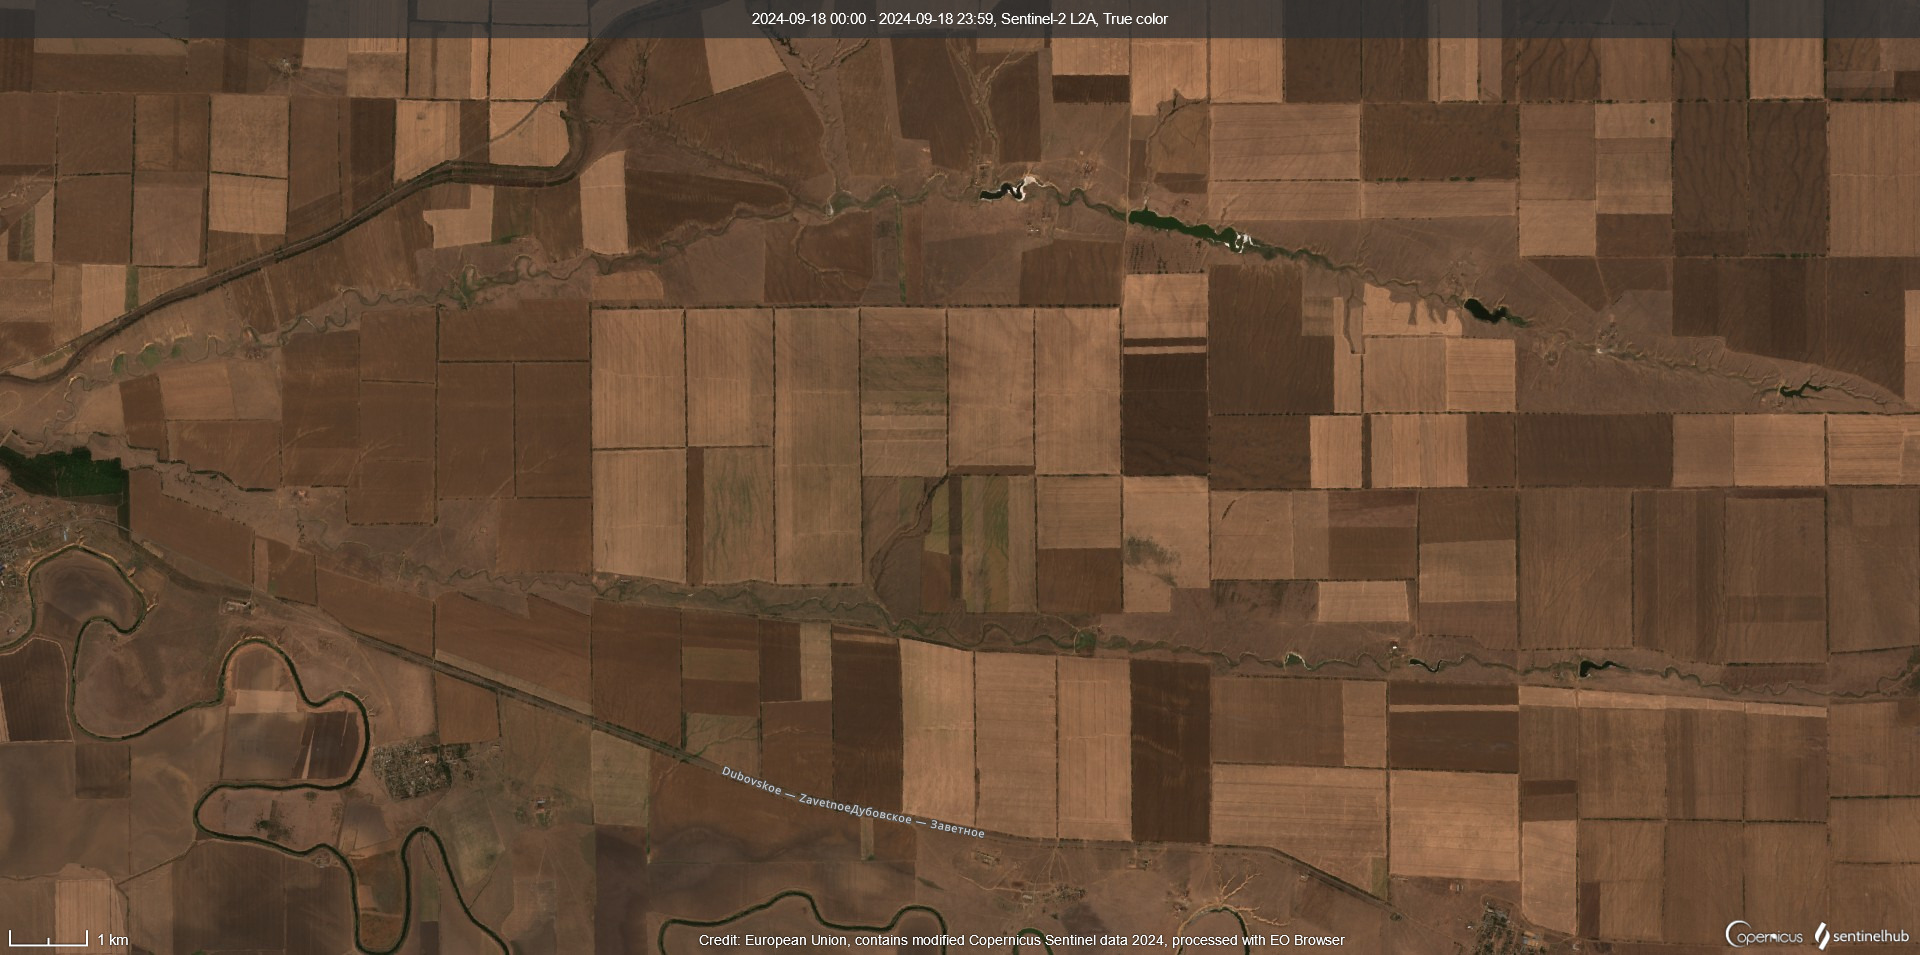 2024-09-18 00:00 - 2024-09-18 23:59, Sentinel-2 L2A, True color
Dubovskoe — ZavetnoeДубовское — Заветное
1 km
Credit: European Union, contains modified Copernicus Sentinel data 2024, processed with EO Browser
Copernicus
sentinelhub